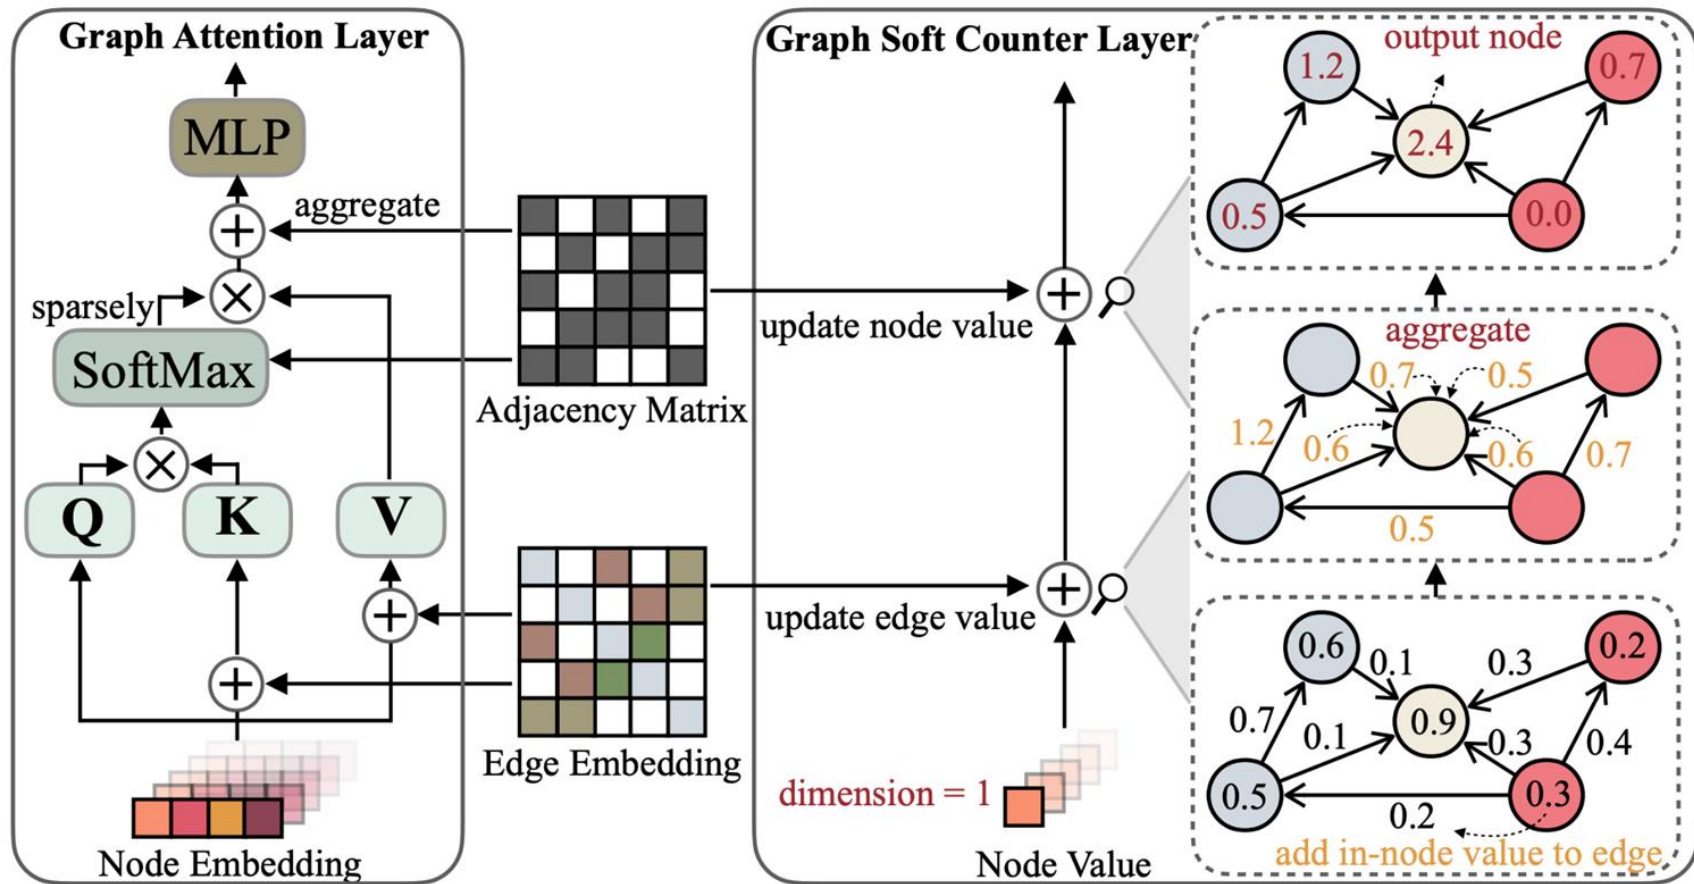 Graph Attention Layer
MLP
aggregate
sparsely
SoftMax
Q
K
V
Node Embedding
Adjacency Matrix
Edge Embedding
Graph Soft Counter Layer
update node value
update edge value
dimension = 1
Node Value
output node
1.2
0.7
2.4
0.5
0.0
aggregate
0.7
0.5
1.2
0.6
0.6
0.7
0.5
0.6
0.1
0.3
0.2
0.7
0.1
0.9
0.3
0.4
0.5
0.2
0.3
add in-node value to edge